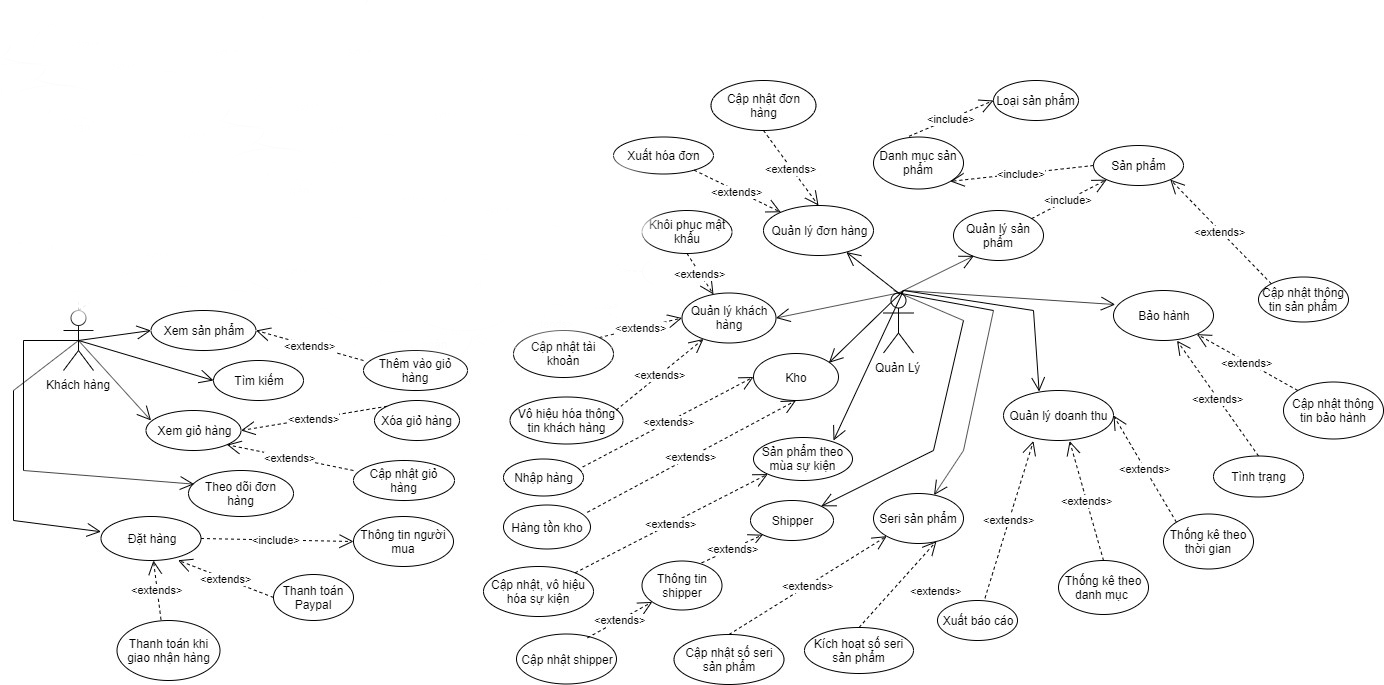 Cập nhật đơn
hàng
Loại sản phẩm
<include>
Xuất hóa đơn
<extends>
Danh mục sản
phẩm
<include>
Sản phẩm
<extends>
<include>
Khôi phục mật
khẩu
Quản lý đơn hàng
Quản lý sản
phẩm
<extends>
<extends>
Cập nhật thông
tin sản phẩm
Quản lý khách
hàng
Bảo hành
<extends>
Cập nhật tài
khoản
Quản Lý
Xem sản phẩm
<extends>
Thêm vào giỏ
hàng
Khách hàng
Tìm kiếm
<extends>
Kho
<extends>
<extends>
Cập nhật thông
tin bảo hành
Vô hiệu hóa thông
tin khách hàng
<extends>
Quản lý doanh thu
Xem giỏ hàng
<extends>
Xóa giỏ hàng
<extends>
Cập nhật giỏ
hàng
Nhập hàng
<extends>
Sản phẩm theo
mùa sự kiện
<extends>
Tình trạng
Theo dõi đơn
hàng
Hàng tồn kho
<extends>
Shipper
Seri sản phẩm
<extends>
<extends>
Đặt hàng
<include>
Thông tin người
mua
<extends>
Thống kê theo
thời gian
<extends>
<extends>
Thanh toán
Paypal
Cập nhật, vô hiệu
hóa sự kiện
Thông tin
shipper
<extends>
<extends>
Thống kê theo
danh mục
<extends>
Xuất báo cáo
Thanh toán khi
giao nhận hàng
Cập nhật shipper
Cập nhật số seri
sản phẩm
Kích hoạt số seri
sản phẩm